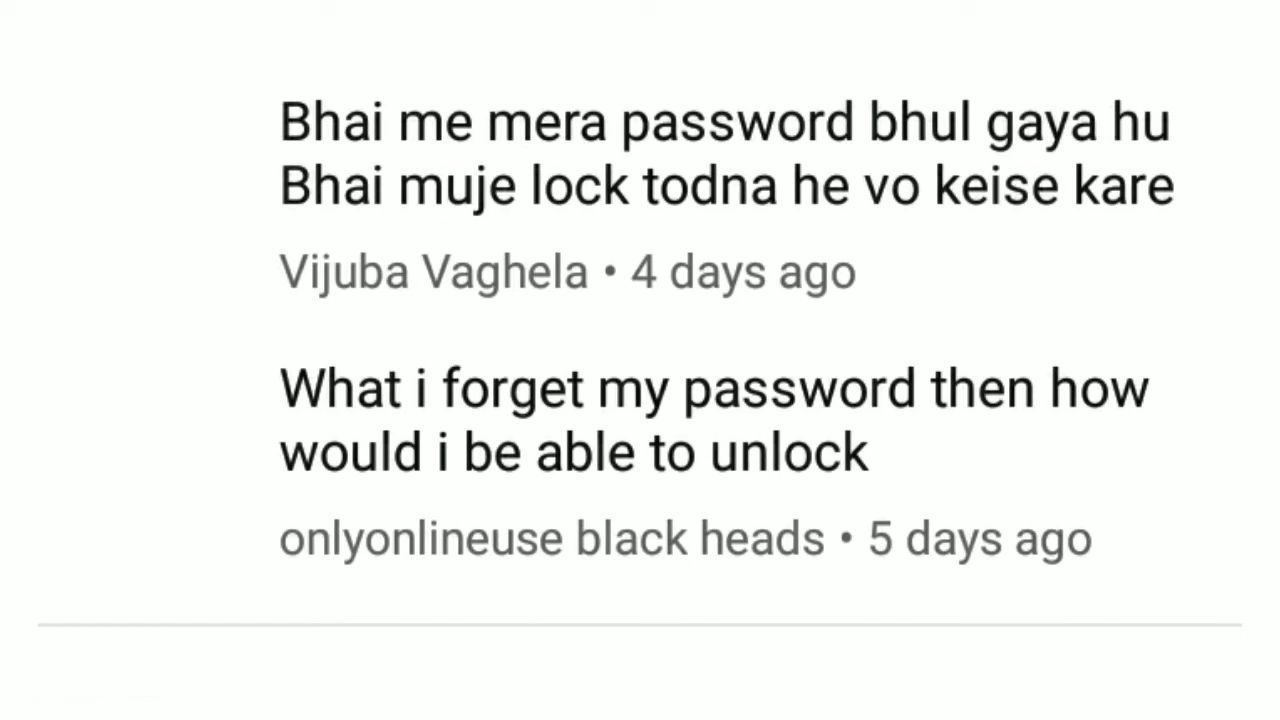 Bhai me mera password bhul gaya hu
Bhai muje lock todna he vo keise kare
Vijuba Vaghela • 4 days ago
What i forget my password then how
would i be able to unlock
onlyonlineuse black heads • 5 days ago